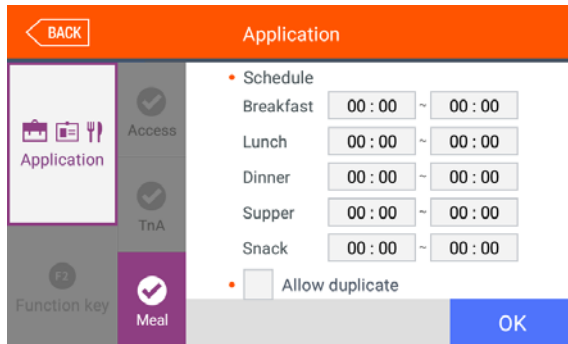 BACK
Application
Application
Access
TnA
F2
Function key
Meal
• Schedule
Breakfast 00 : 00 ~ 00 : 00
Lunch 00 : 00 ~ 00 : 00
Dinner 00 : 00 ~ 00 : 00
Supper 00 : 00 ~ 00 : 00
Snack 00 : 00 ~ 00 : 00
• Allow duplicate
OK